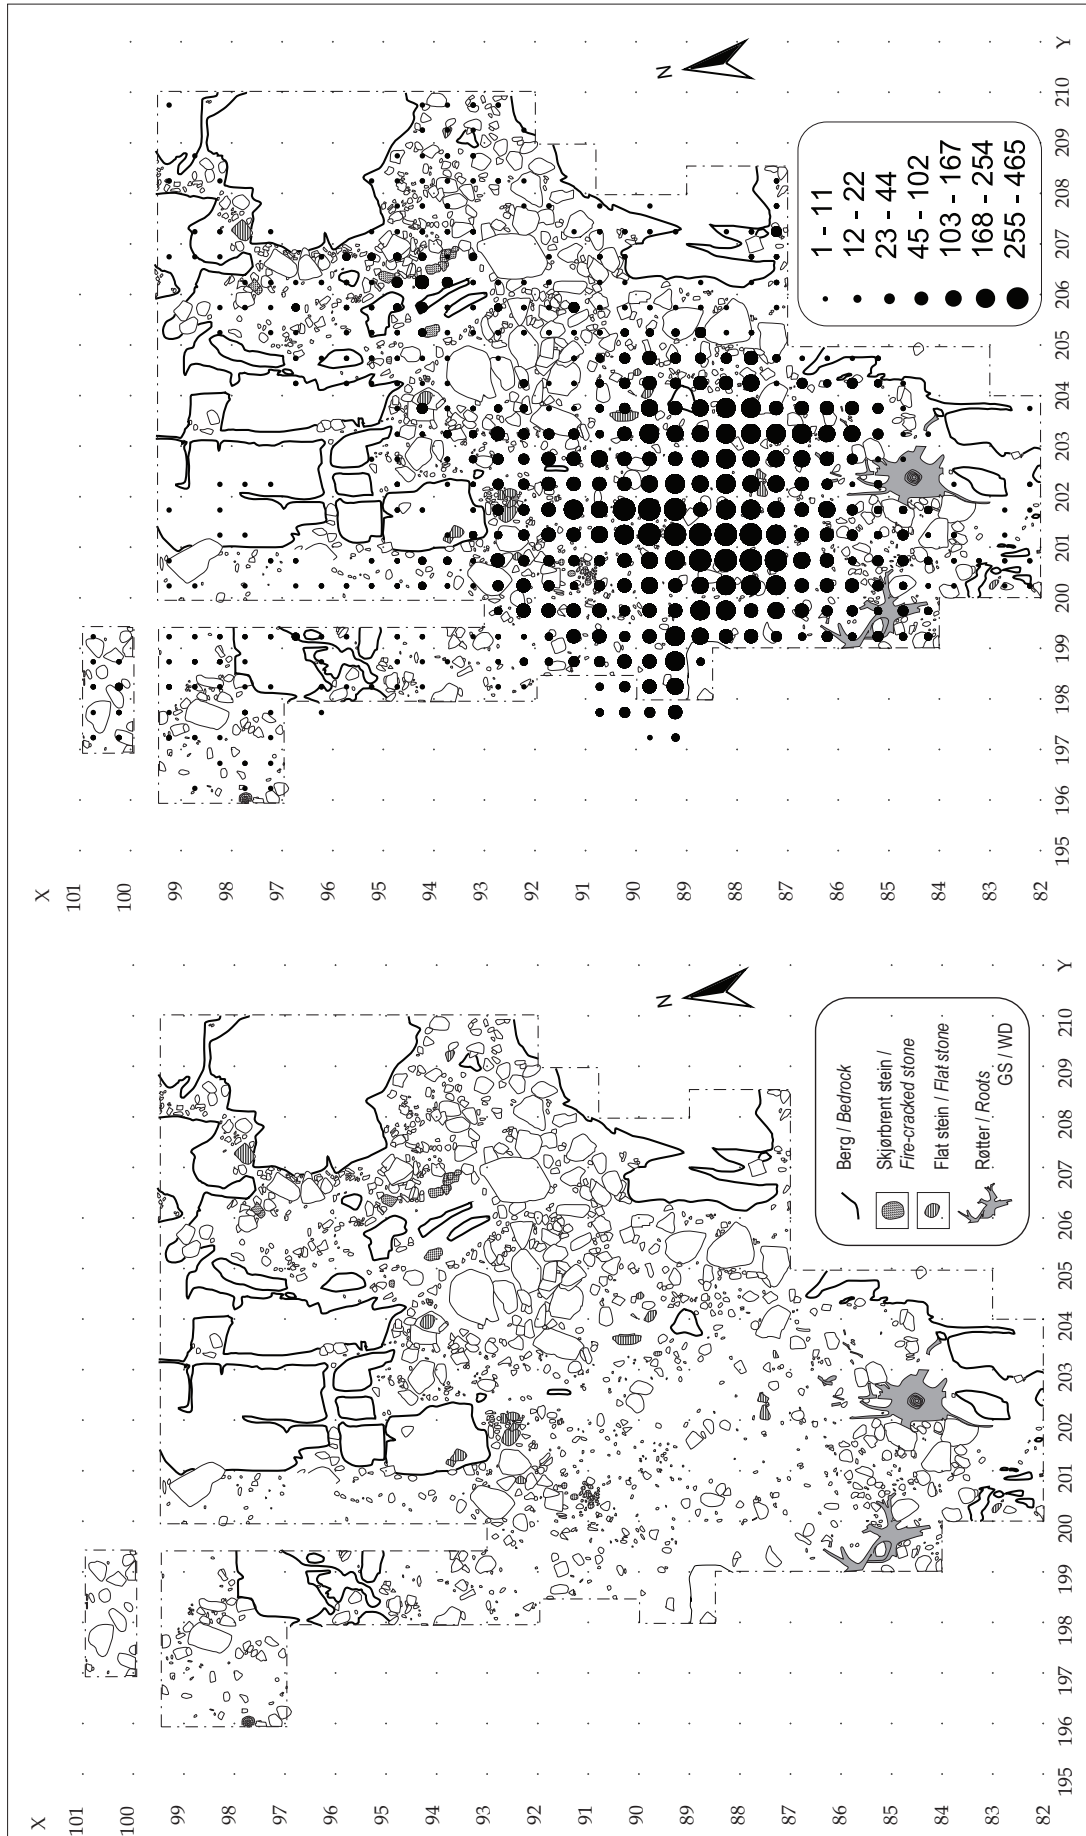 X
101
100
99
98
97
96
95
94
93
92
91
90
89
88
87
86
85
84
83
82
195 196 197 198 199 200 201 202 203 204 205 206 207 208 209 210 Y
N
Berg / Bedrock
Skjørbrent stein /
Fire-cracked stone
Flat stein / Flat stone
Røtter / Roots
GS / WD
X
101
100
99
98
97
96
95
94
93
92
91
90
89
88
87
86
85
84
83
82
195 196 197 198 199 200 201 202 203 204 205 206 207 208 209 210 Y
N
1 - 11
12 - 22
23 - 44
45 - 102
103 - 167
168 - 254
255 - 465